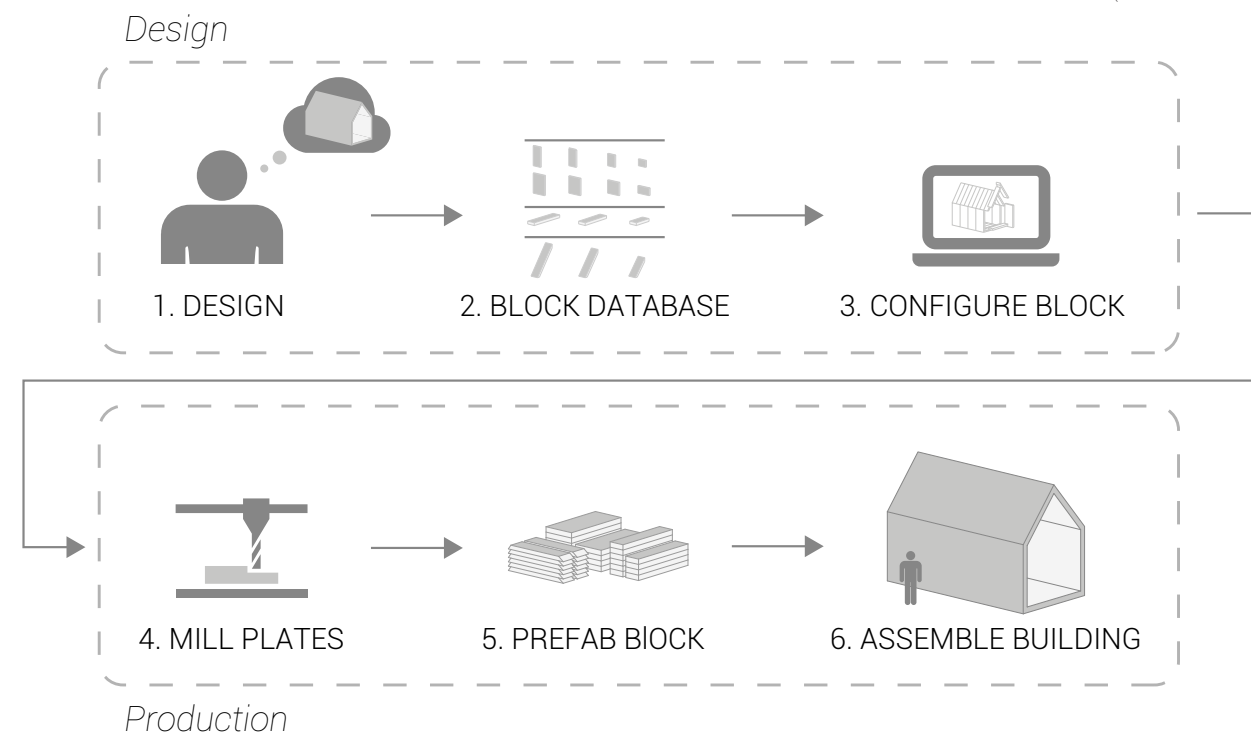 Design
1. DESIGN
2. BLOCK DATABASE
3. CONFIGURE BLOCK
4. MILL PLATES
5. PREFAB BlOCK
6. ASSEMBLE BUILDING
Production